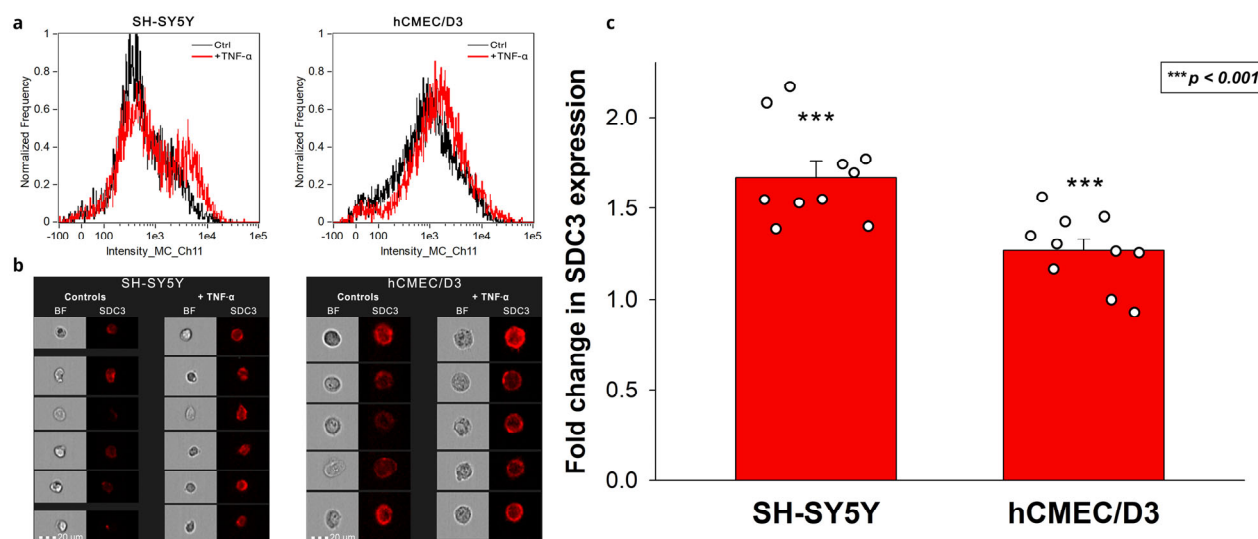 a
SH-SY5Y
Normalized Frequency
1
0.8
0.6
0.4
0.2
0
Ctrl
+TNF-α
-100 0 100 1e3 1e4 1e5
Intensity_MC_Ch11
hCMEC/D3
Normalized Frequency
1
0.8
0.6
0.4
0.2
0
Ctrl
+TNF-α
-100 0 100 1e3 1e4 1e5
Intensity_MC_Ch11
b
SH-SY5Y
Controls + TNF-α
BF SDC3 BF SDC3
20 µm
hCMEC/D3
Controls + TNF-α
BF SDC3 BF SDC3
20 µm
c
Fold change in SDC3 expression
2.0
1.5
1.0
0.5
0.0
*** p < 0.001
***
***
SH-SY5Y hCMEC/D3